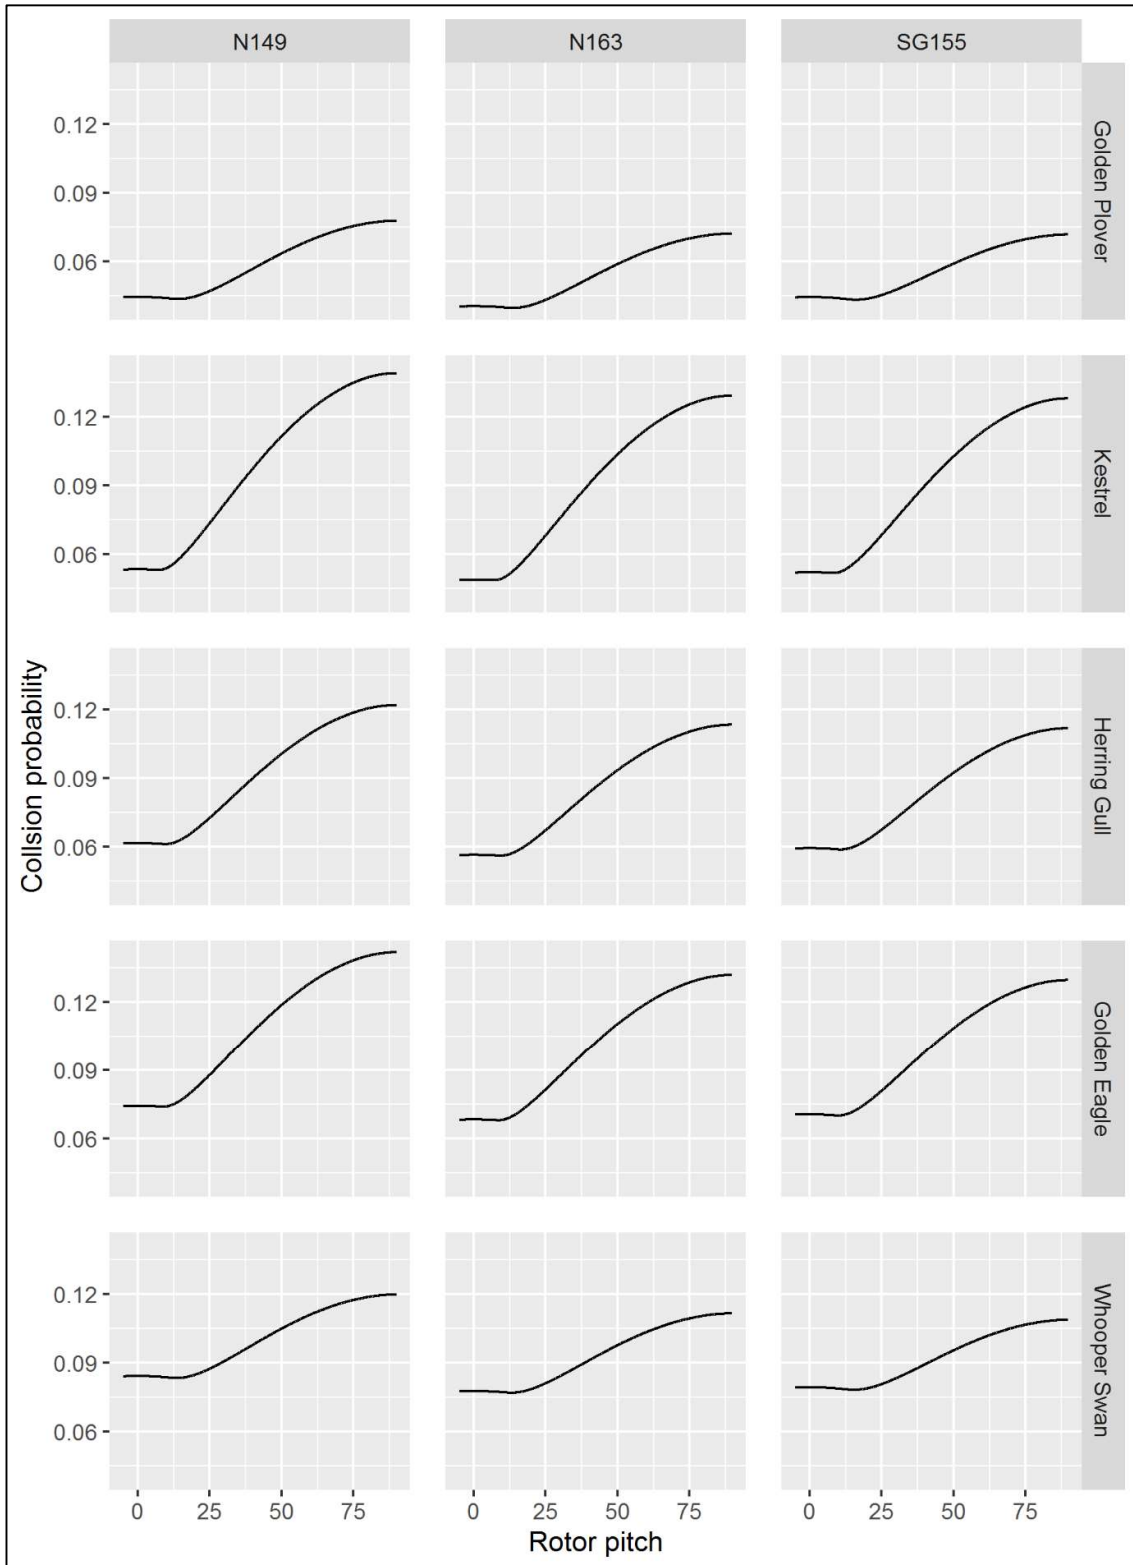 N149 N163 SG155
0.12
0.09
0.06
Golden Plover
0.12
0.09
0.06
Kestrel
Collsion probability
0.12
0.09
0.06
Herring Gull
0.12
0.09
0.06
Golden Eagle
0.12
0.09
0.06
Whooper Swan
0 25 50 75 0 25 50 75 0 25 50 75
Rotor pitch